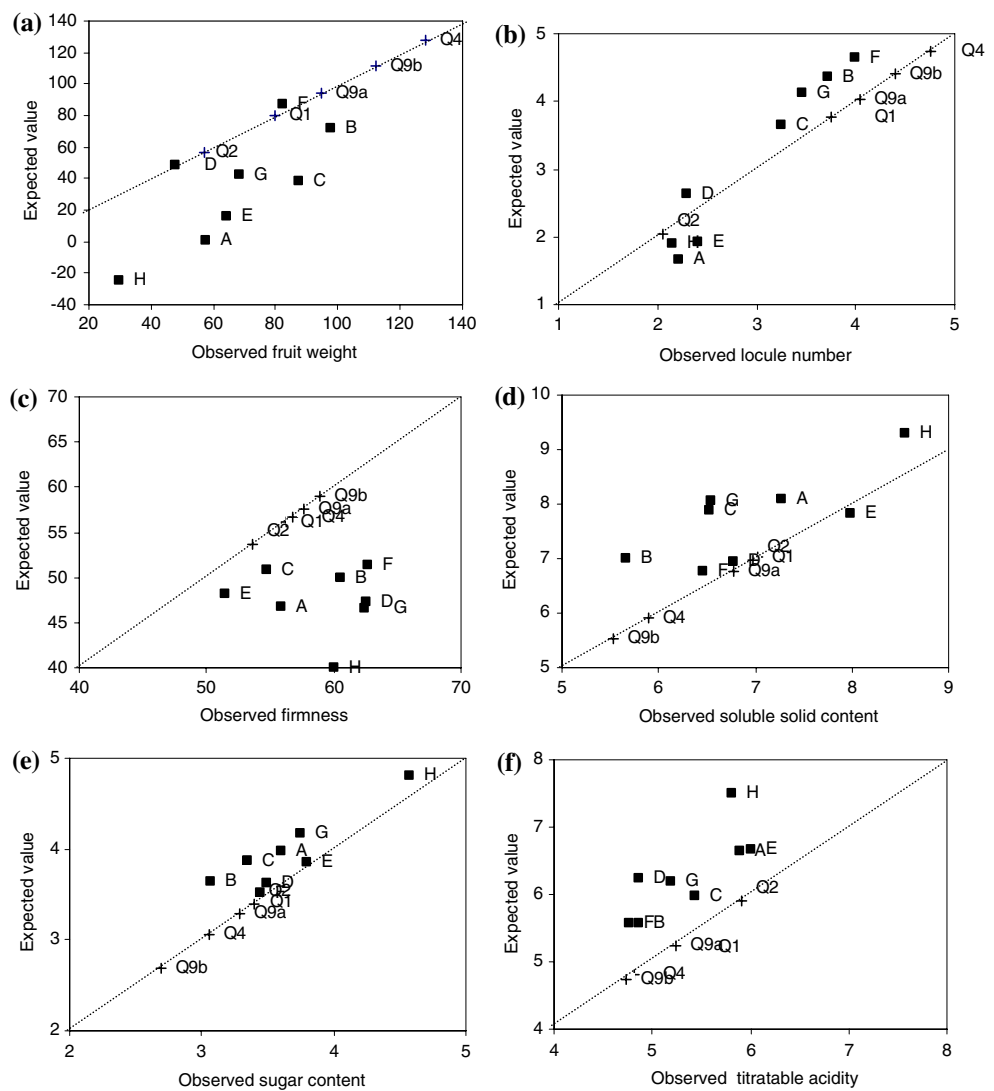 (a)
140
120
100
80
60
40
20
0
-20
-40
Expected value
Q4
Q9b
Q9a
F
Q1
B
Q2
D
G
C
E
A
H
20
40
60
80
100
120
140
Observed fruit weight
(b)
5
4
3
2
1
Expected value
Q4
F
B
Q9b
G
Q9a
C
Q1
D
Q2
H
E
A
1
2
3
4
5
Observed locule number
(c)
70
65
60
55
50
45
40
Expected value
Q9b
Q9a
Q1
Q4
Q2
F
C
B
E
D
A
G
H
40
50
60
70
Observed firmness
(d)
10
9
8
7
6
5
Expected value
H
G
A
C
E
Q2
B
D
Q1
F
Q9a
Q4
Q9b
5
6
7
8
9
Observed soluble solid content
(e)
5
4
3
2
Expected value
H
G
A
C
E
B
D
Q2
Q1
Q9a
Q4
Q9b
2
3
4
5
Observed sugar content
(f)
8
7
6
5
4
Expected value
H
A
E
D
G
C
Q2
F
B
Q9a
Q1
Q4
Q9b
4
5
6
7
8
Observed titratable acidity